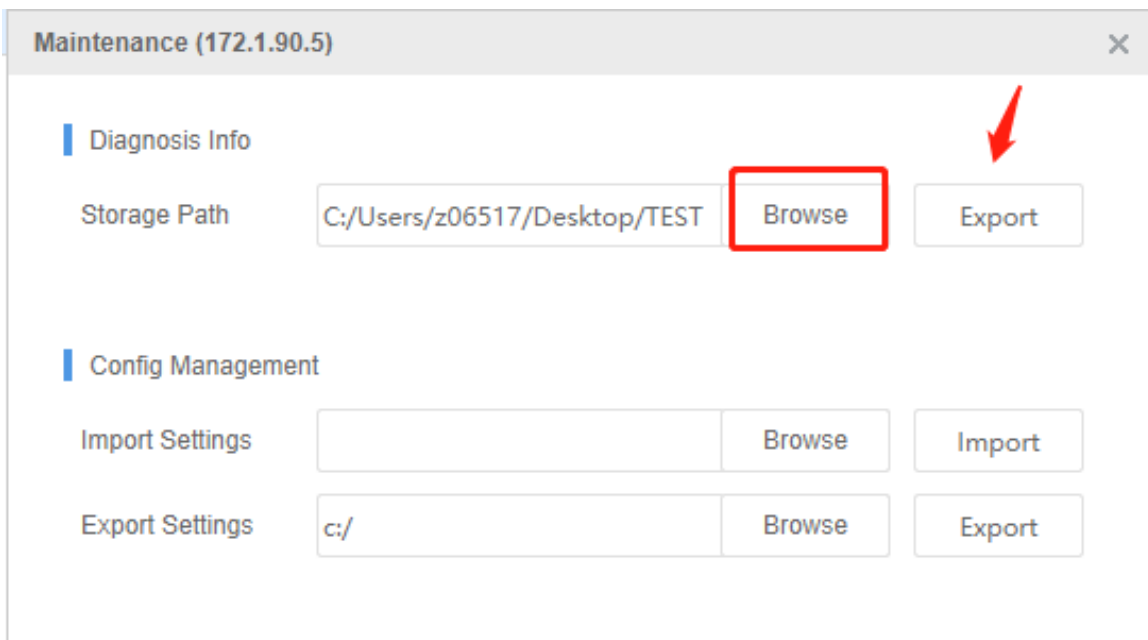 Maintenance (172.1.90.5)
Diagnosis Info
Storage Path C:/Users/z06517/Desktop/TEST Browse Export
Config Management
Import Settings Browse Import
Export Settings c:/ Browse Export